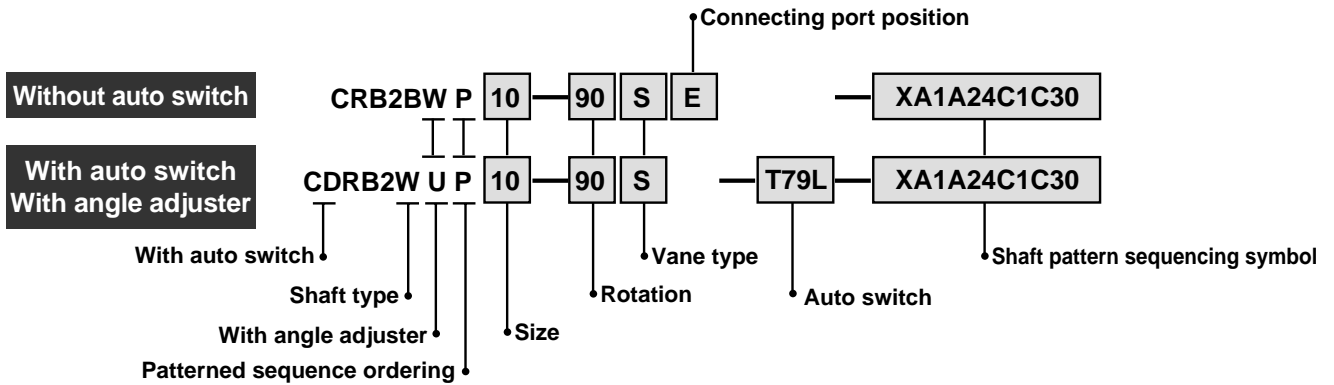 Connecting port position
Without auto switch CRB2BW P 10 — 90 S E — XA1A24C1C30
With auto switch
With angle adjuster
CDRB2W U P 10 — 90 S — T79L — XA1A24C1C30
With auto switch
Vane type
Shaft pattern sequencing symbol
Shaft type
Rotation
Auto switch
With angle adjuster
Size
Patterned sequence ordering